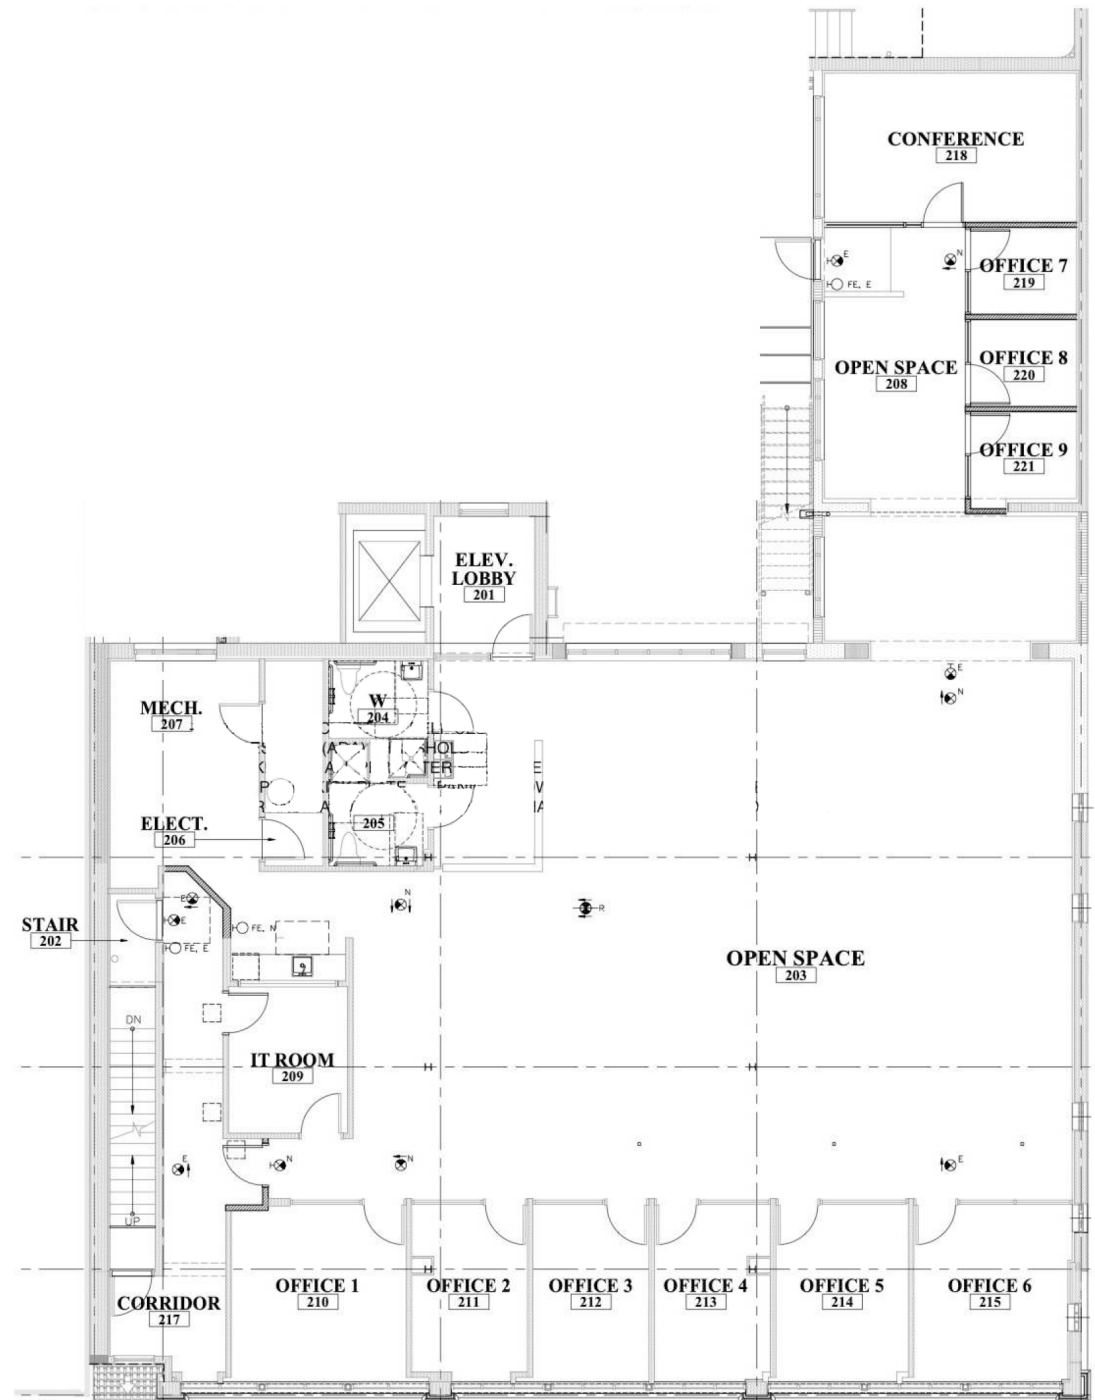 CONFERENCE
218
E
N
OFFICE 7
219
FE, E
OFFICE 8
220
OPEN SPACE
208
OFFICE 9
221
ELEV.
LOBBY
201
E
N
MECH.
207
W
204
ELECT.
206
205
N
E
E
STAIR
202
FE, N
FE, E
R
OPEN SPACE
203
DN
IT ROOM
209
E
N
N
E
UP
OFFICE 1
210
OFFICE 2
211
OFFICE 3
212
OFFICE 4
213
OFFICE 5
214
OFFICE 6
215
CORRIDOR
217